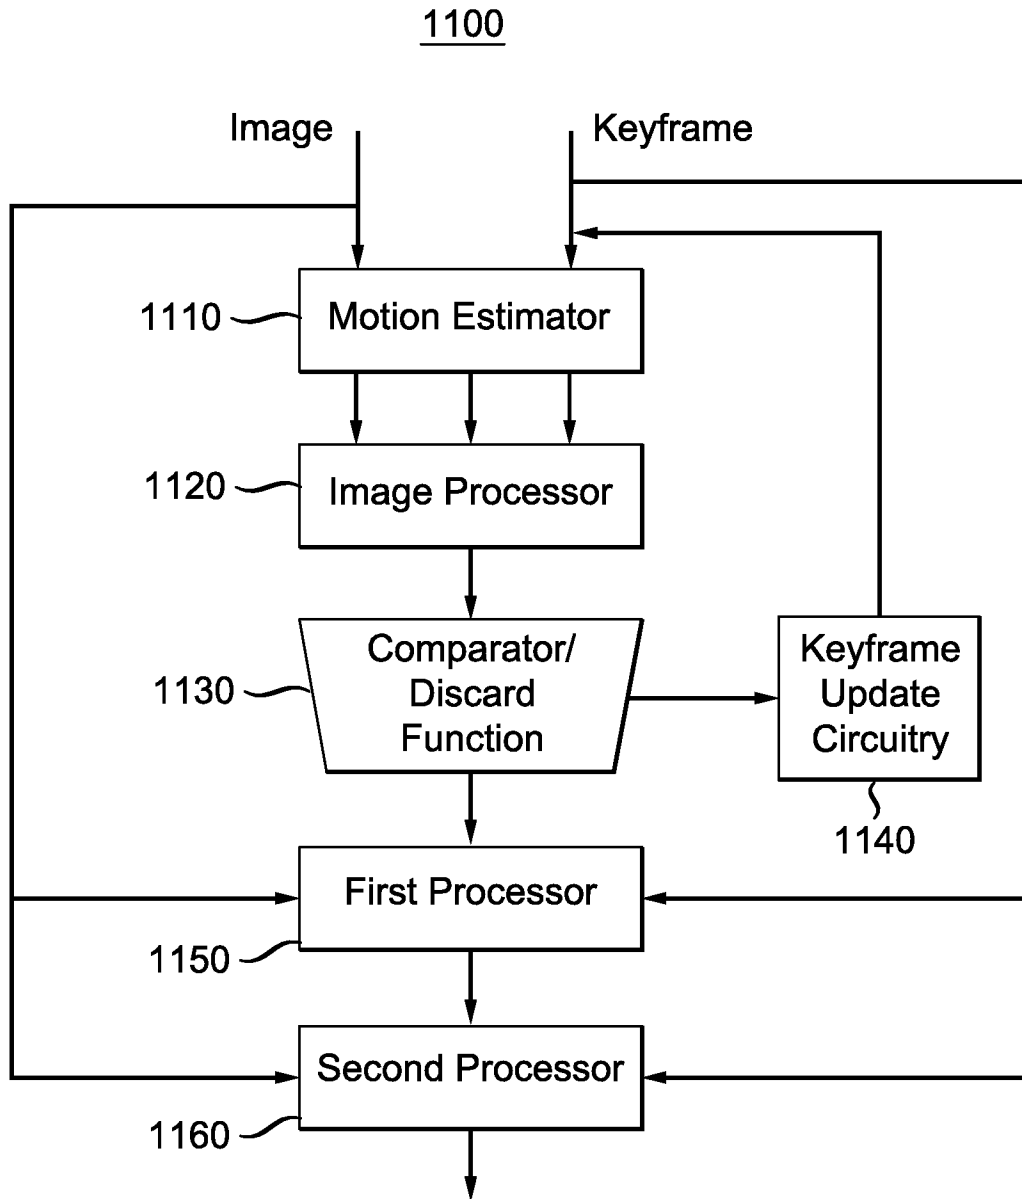 1100
Image
Keyframe
1110
Motion Estimator
1120
Image Processor
1130
Comparator/
Discard
Function
Keyframe
Update
Circuitry
1140
First Processor
1150
Second Processor
1160